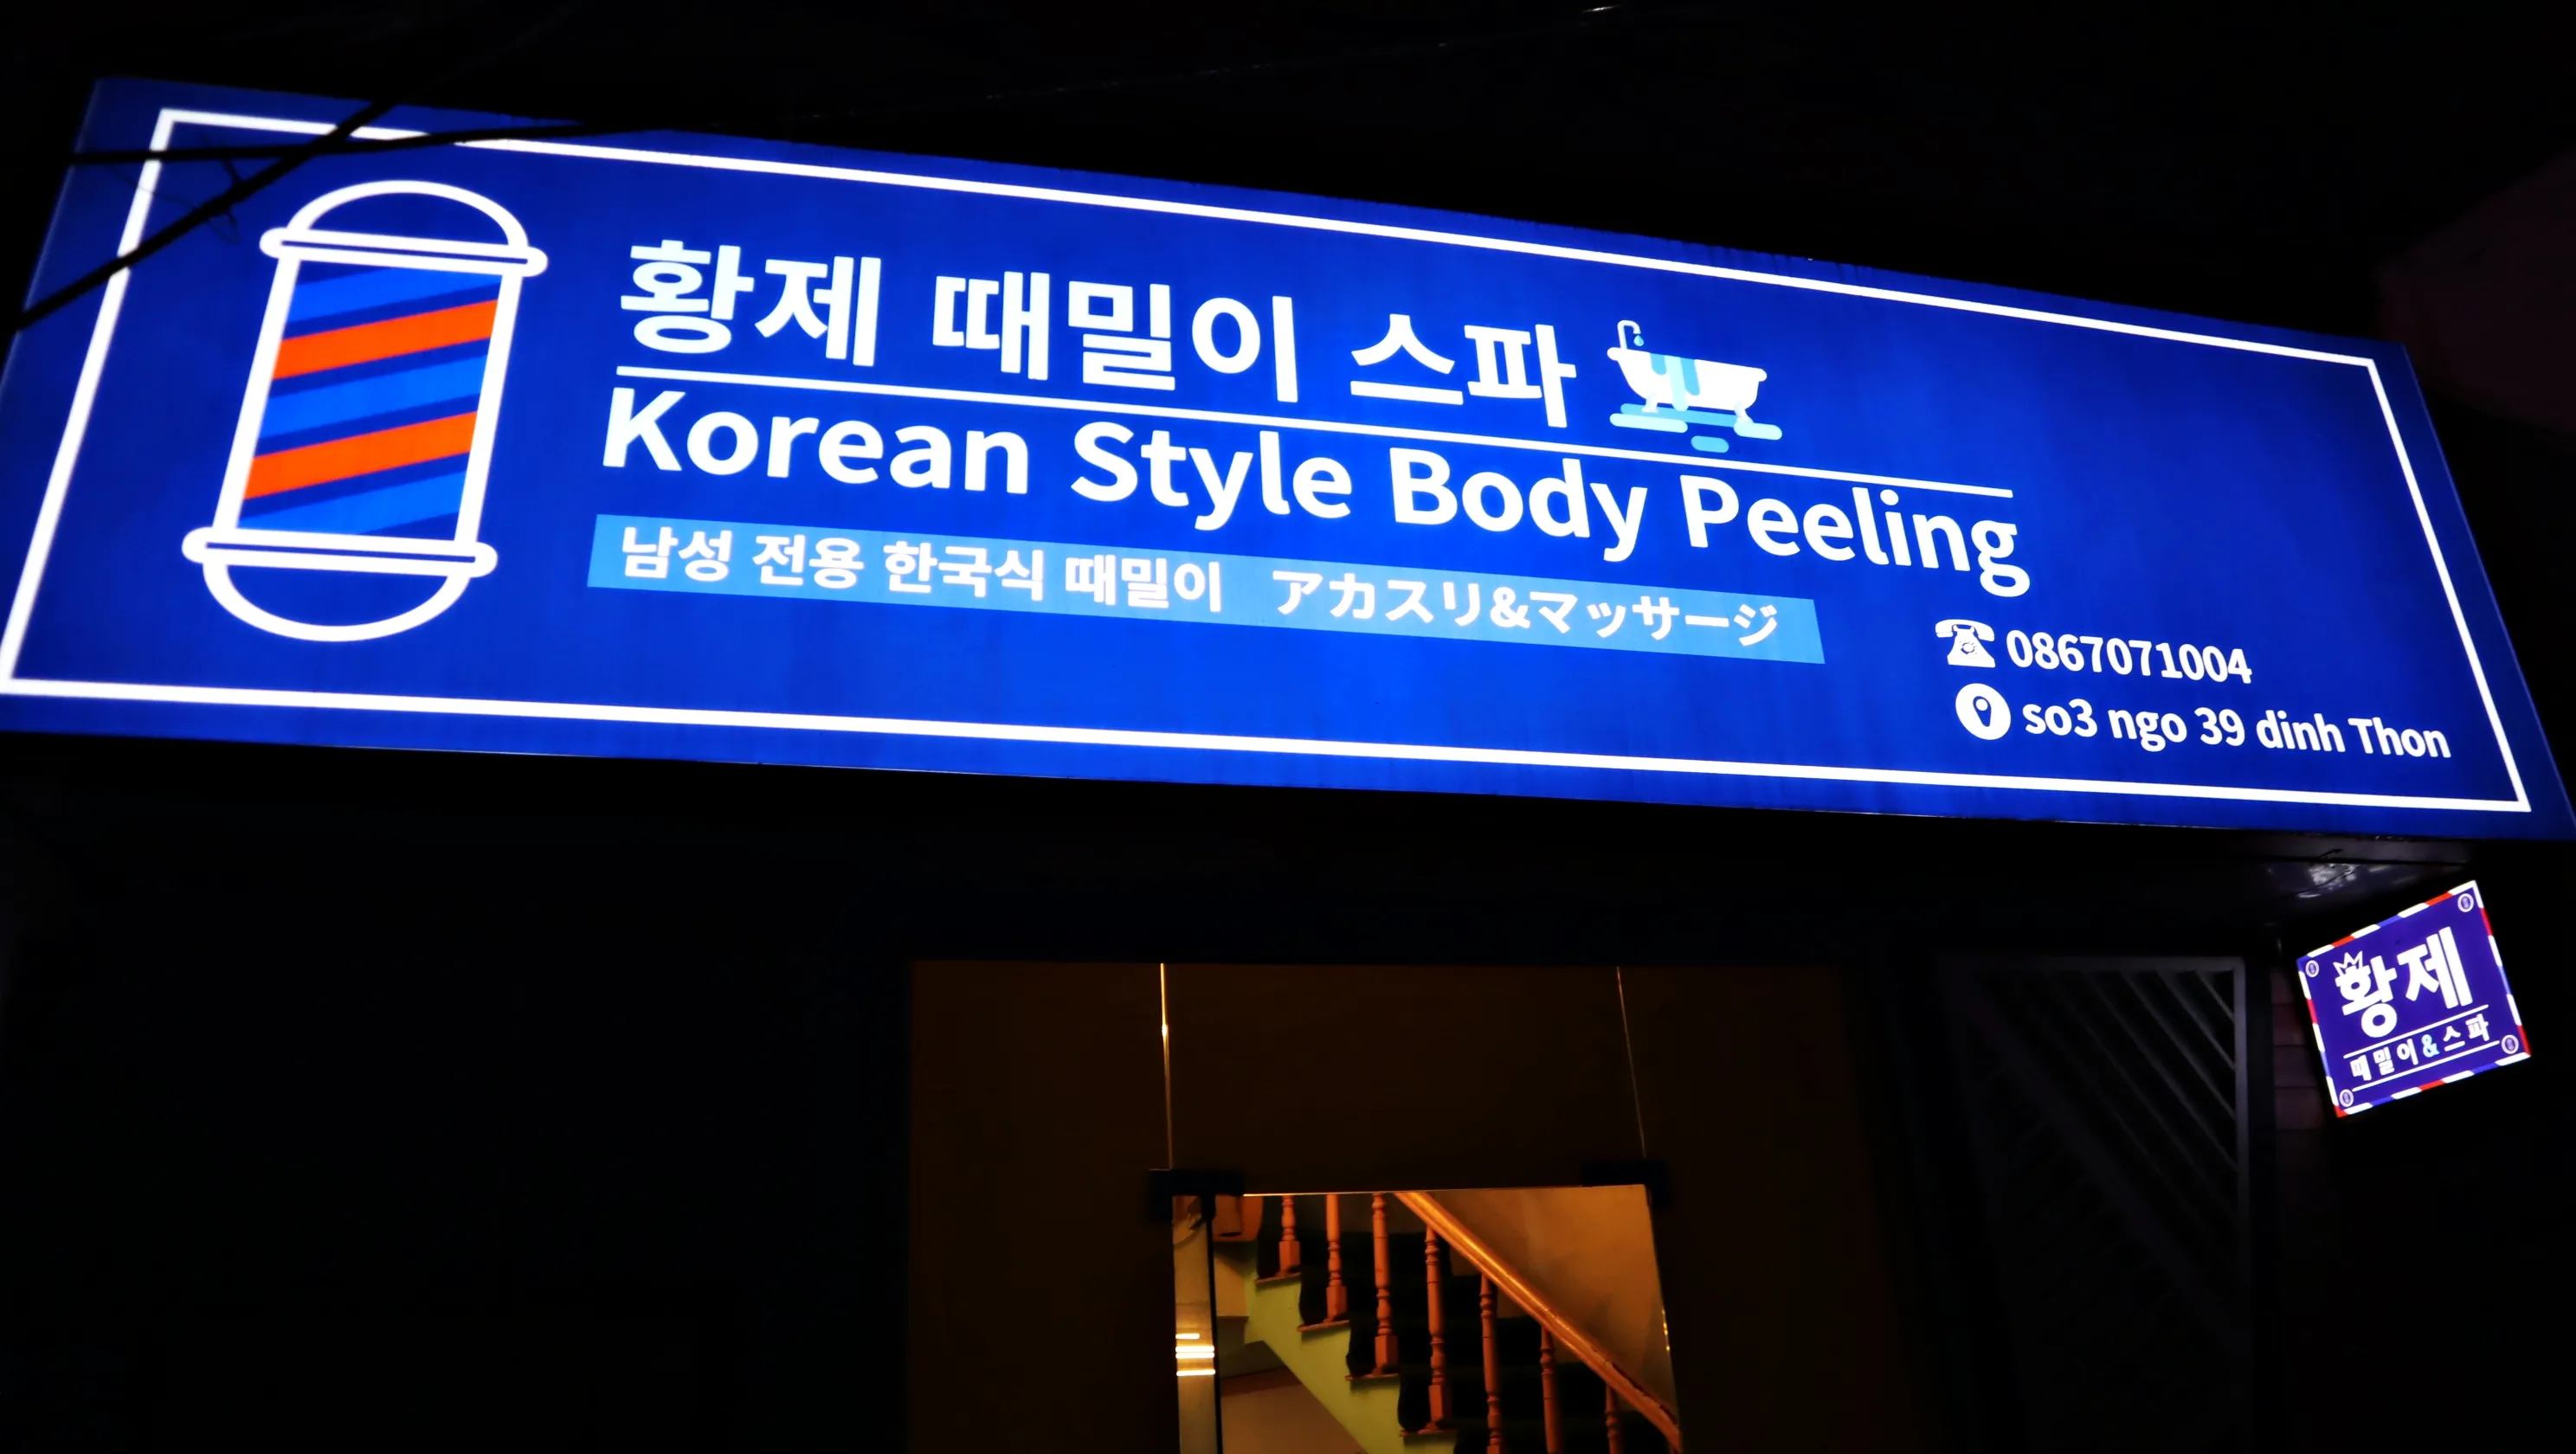 황제 때밀이 스파
Korean Style Body Peeling
남성 전용 한국식 때밀이 アカスリ&マッサージ
0867071004
so3 ngo 39 dinh Thon
황제
때밀이&스파